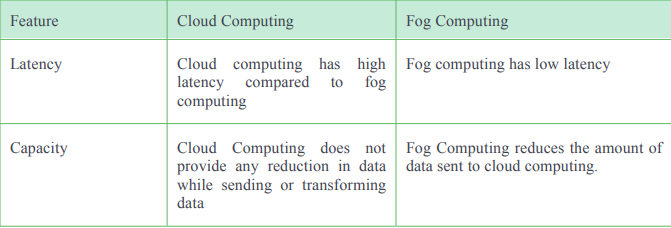 Feature
Cloud Computing
Fog Computing
Latency
Cloud computing has high
latency compared to fog
computing
Fog computing has low latency
Capacity
Cloud Computing does not
provide any reduction in data
while sending or transforming
data
Fog Computing reduces the amount of
data sent to cloud computing.